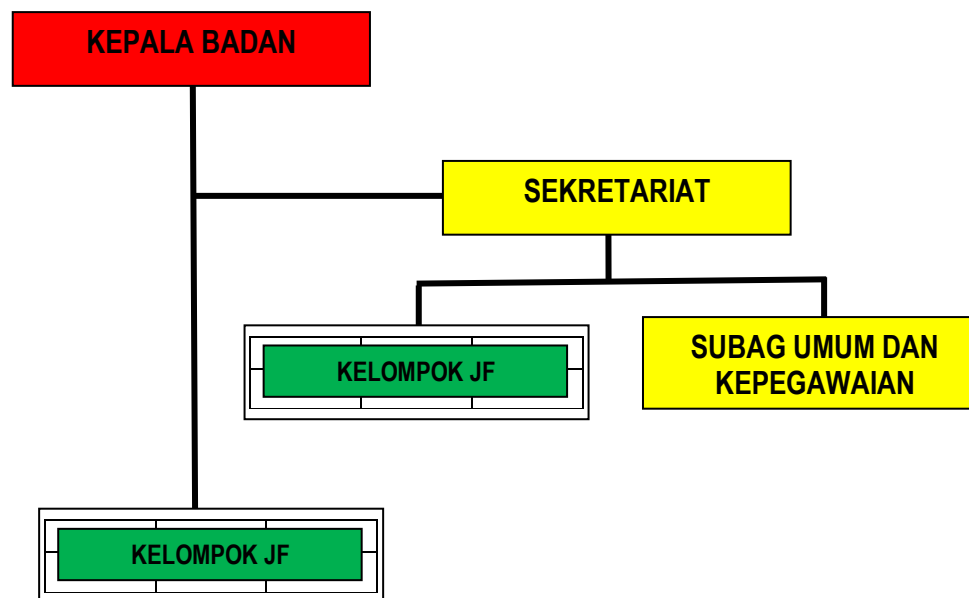 KEPALA BADAN
SEKRETARIAT
KELOMPOK JF
SUBAG UMUM DAN
KEPEGAWAIAN
KELOMPOK JF